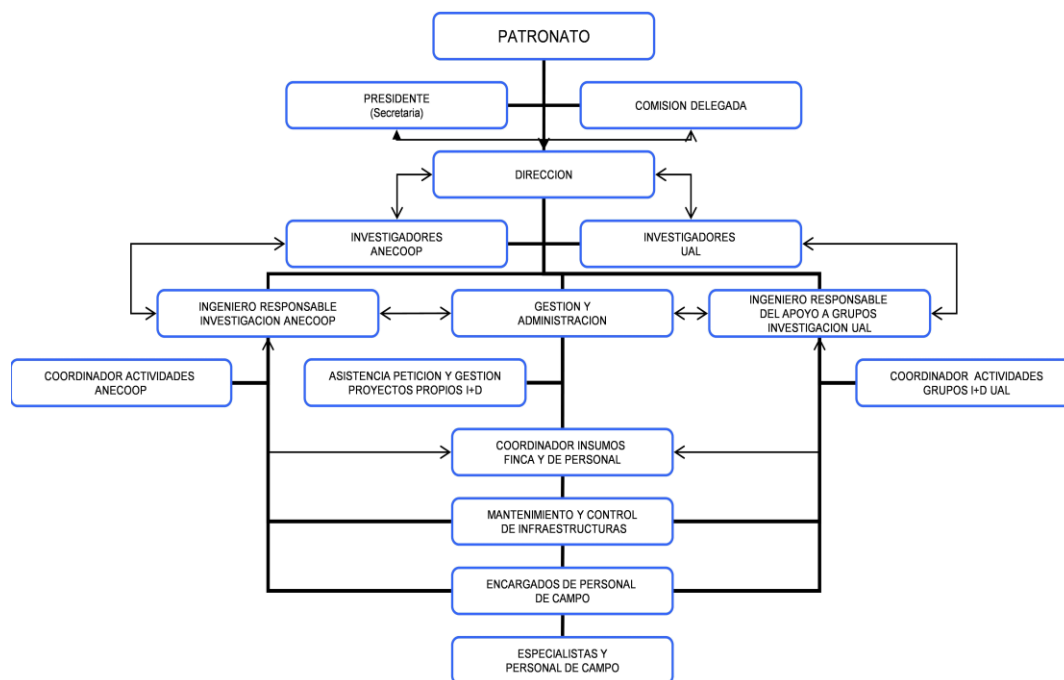 PATRONATO
PRESIDENTE
(Secretaria)
COMISION DELEGADA
DIRECCION
INVESTIGADORES
ANECOOP
INVESTIGADORES
UAL
INGENIERO RESPONSABLE
INVESTIGACION ANECOOP
GESTION Y
ADMINISTRACION
INGENIERO RESPONSABLE
DEL APOYO A GRUPOS
INVESTIGACION UAL
COORDINADOR ACTIVIDADES
ANECOOP
ASISTENCIA PETICION Y GESTION
PROYECTOS PROPIOS I+D
COORDINADOR ACTIVIDADES
GRUPOS I+D UAL
COORDINADOR INSUMOS
FINCA Y DE PERSONAL
MANTENIMIENTO Y CONTROL
DE INFRAESTRUCTURAS
ENCARGADOS DE PERSONAL
DE CAMPO
ESPECIALISTAS Y
PERSONAL DE CAMPO